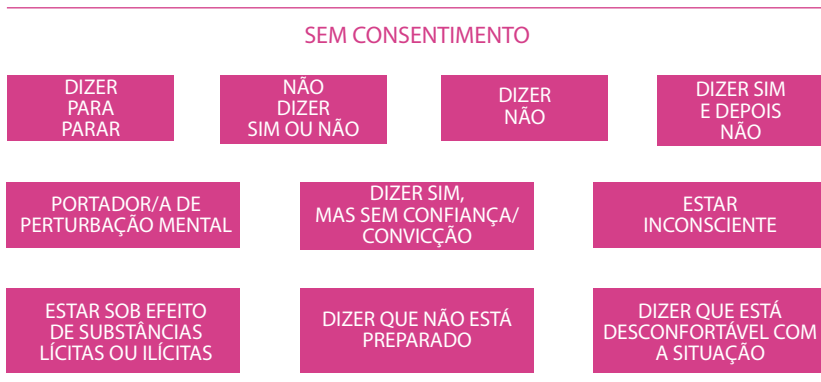 SEM CONSENTIMENTO
DIZER
PARA
PARAR
NÃO
DIZER
SIM OU NÃO
DIZER
NÃO
DIZER SIM
E DEPOIS
NÃO
PORTADOR/A DE
PERTURBAÇÃO MENTAL
DIZER SIM,
MAS SEM CONFIANÇA/
CONVICÇÃO
ESTAR
INCONSCIENTE
ESTAR SOB EFEITO
DE SUBSTÂNCIAS
LÍCITAS OU ILÍCITAS
DIZER QUE NÃO ESTÁ
PREPARADO
DIZER QUE ESTÁ
DESCONFORTÁVEL COM
A SITUAÇÃO